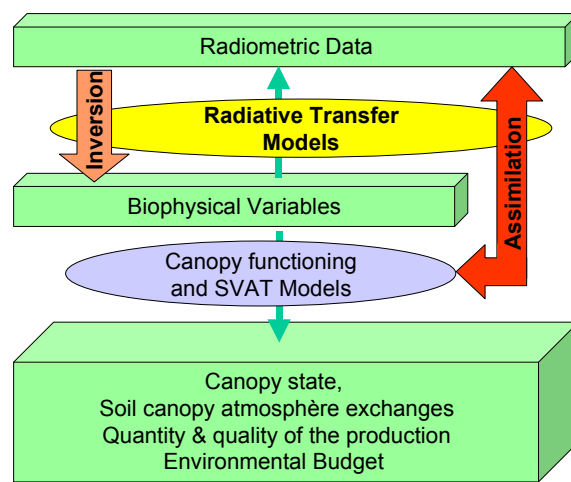 Radiometric Data
Inversion
Radiative Transfer
Models
Assimilation
Biophysical Variables
Canopy functioning
and SVAT Models
Canopy state,
Soil canopy atmosphère exchanges
Quantity & quality of the production
Environmental Budget